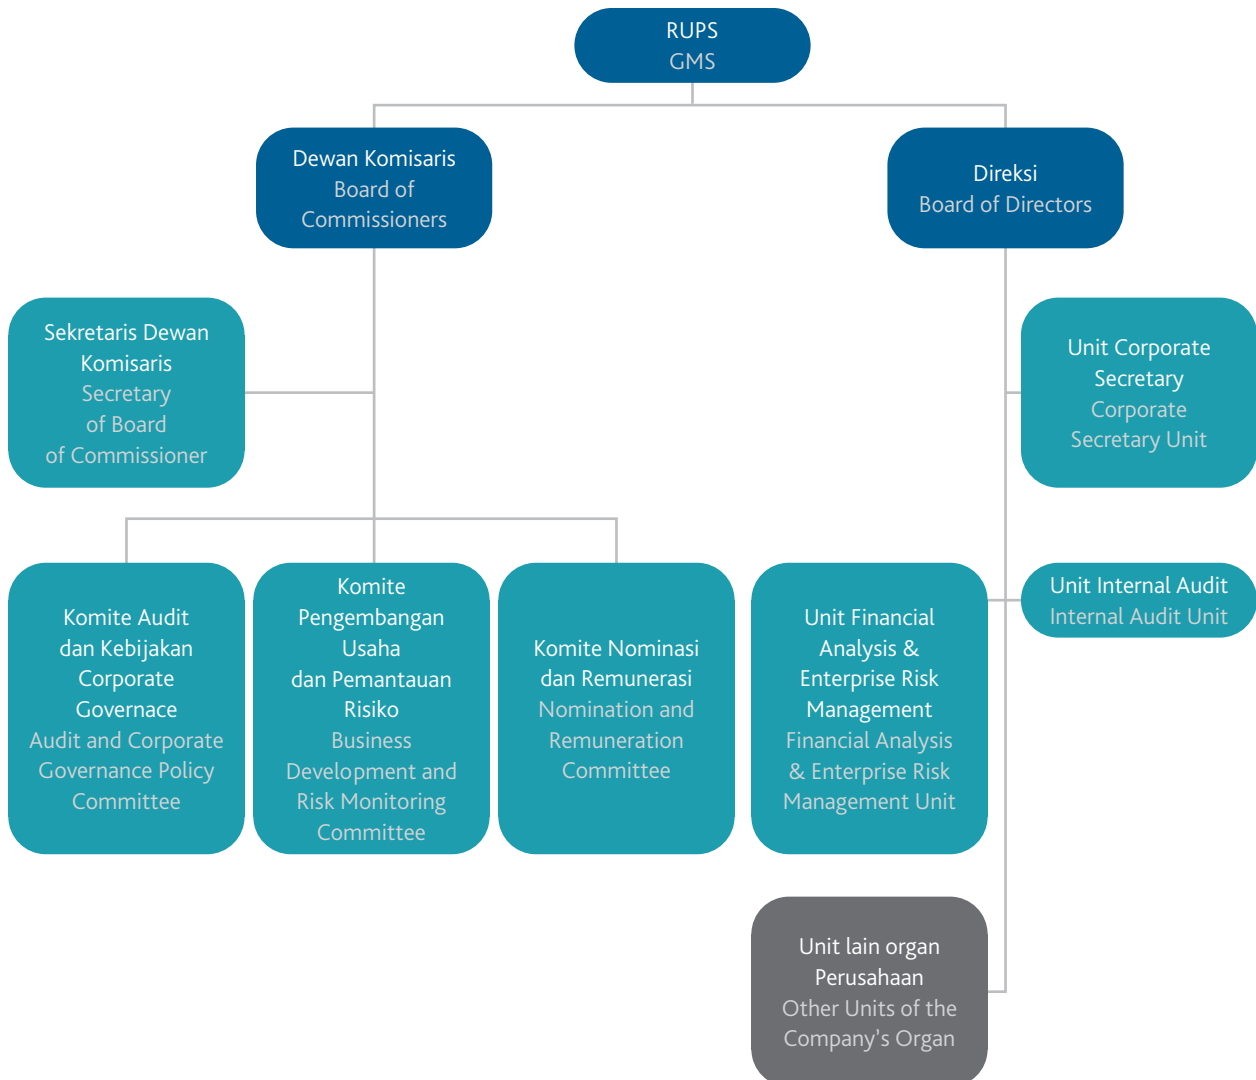 RUPS
GMS
Dewan Komisaris
Board of
Commissioners
Direksi
Board of Directors
Sekretaris Dewan
Komisaris
Secretary
of Board
of Commissioner
Unit Corporate
Secretary
Corporate
Secretary Unit
Komite Audit
dan Kebijakan
Corporate
Governace
Audit and Corporate
Governance Policy
Committee
Komite
Pengembangan
Usaha
dan Pemantauan
Risiko
Business
Development and
Risk Monitoring
Committee
Komite Nominasi
dan Remunerasi
Nomination and
Remuneration
Committee
Unit Financial
Analysis &
Enterprise Risk
Management
Financial Analysis
& Enterprise Risk
Management Unit
Unit Internal Audit
Internal Audit Unit
Unit lain organ
Perusahaan
Other Units of the
Company's Organ